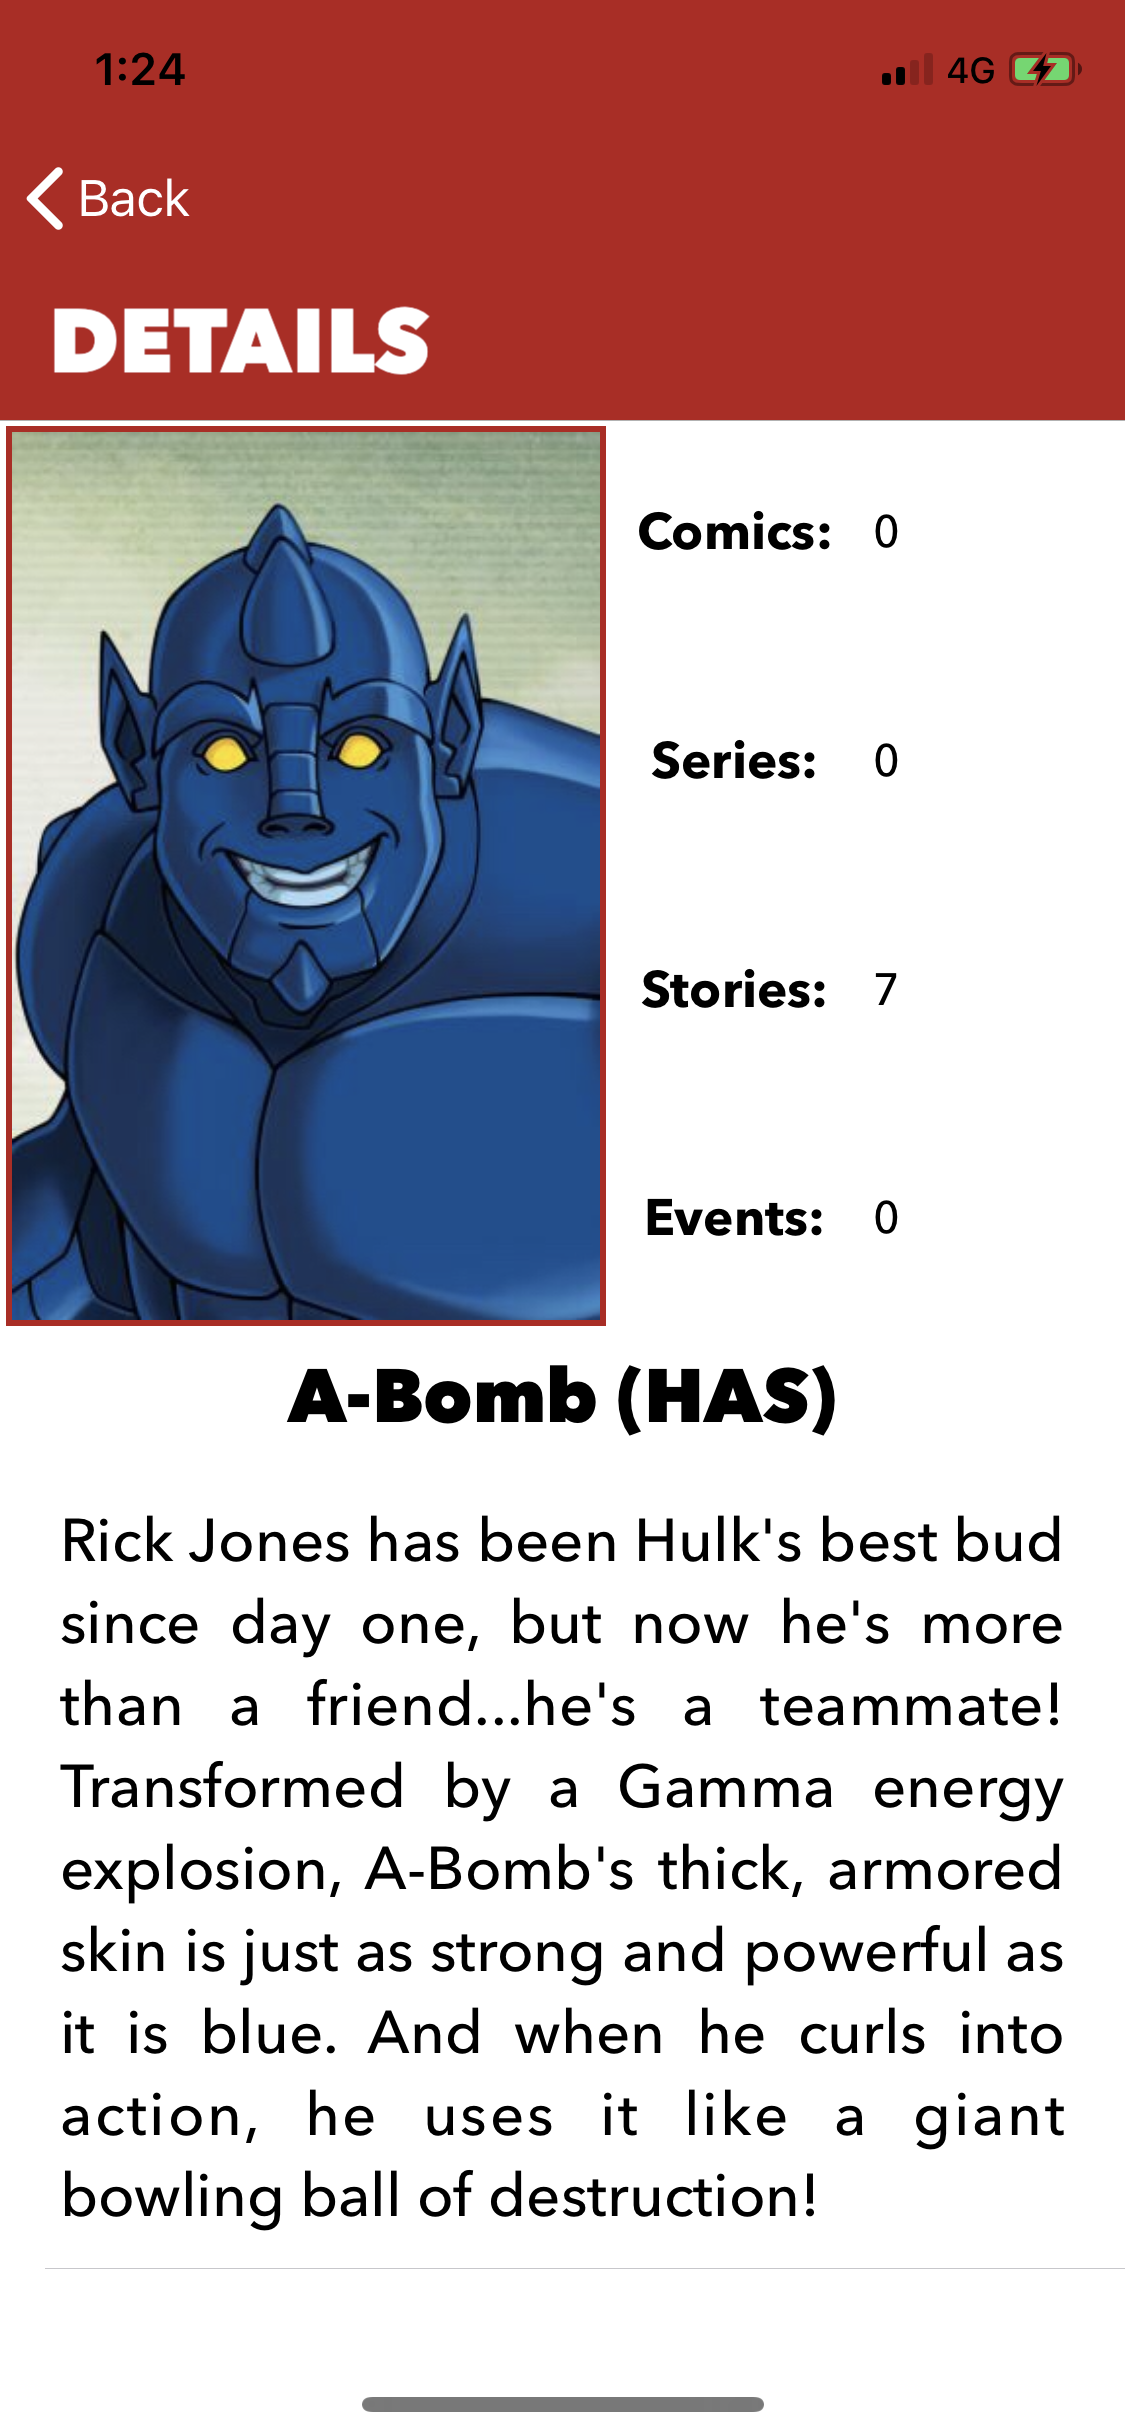 1:24
4G
Back
DETAILS
Comics: 0
Series: 0
Stories: 7
Events: 0
A-Bomb (HAS)
Rick Jones has been Hulk's best bud
since day one, but now he's more
than a friend...he's a teammate!
Transformed by a Gamma energy
explosion, A-Bomb's thick, armored
skin is just as strong and powerful as
it is blue. And when he curls into
action, he uses it like a giant
bowling ball of destruction!